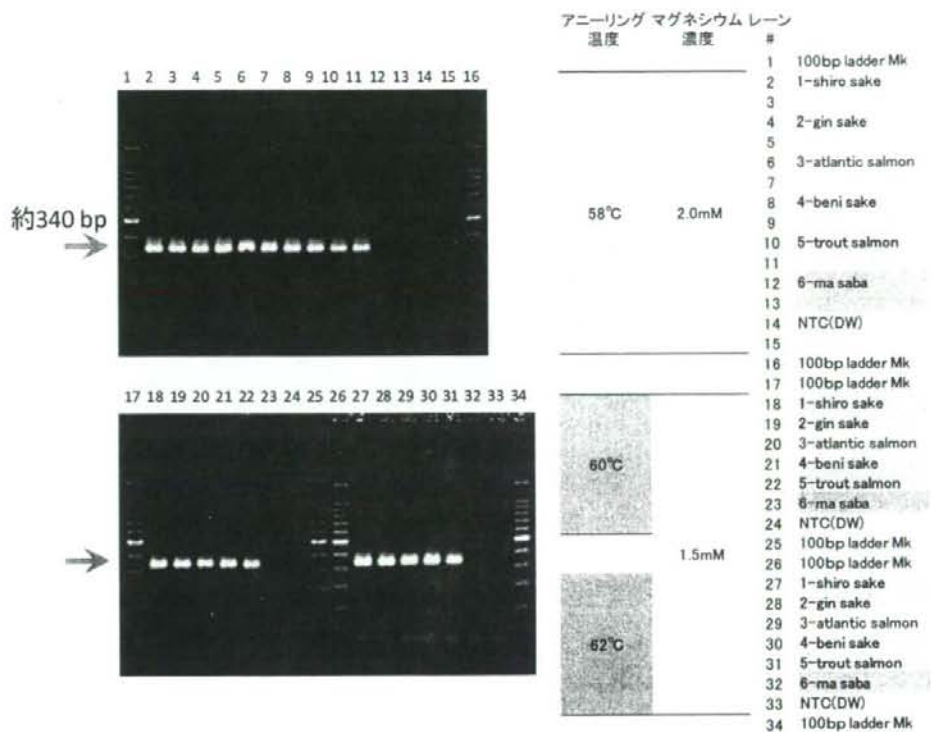 アニーリング マグネシウム レーン
温度 濃度 #
1 100bp ladder Mk
1 2 3 4 5 6 7 8 9 10 11 12 13 14 15 16
2 1-shiro sake
3
4 2-gin sake
5
6 3-atlantic salmon
7
約340 bp
58℃ 2.0mM
8 4-beni sake
9
10 5-trout salmon
11
12 6-ma saba
13
14 NTC(DW)
15
16 100bp ladder Mk
17 100bp ladder Mk
17 18 19 20 21 22 23 24 25 26 27 28 29 30 31 32 33 34
18 1-shiro sake
19 2-gin sake
20 3-atlantic salmon
60℃
21 4-beni sake
22 5-trout salmon
23 6-ma saba
24 NTC(DW)
25 100bp ladder Mk
1.5mM
26 100bp ladder Mk
27 1-shiro sake
28 2-gin sake
29 3-atlantic salmon
62℃
30 4-beni sake
31 5-trout salmon
32 6-ma saba
33 NTC(DW)
34 100bp ladder Mk